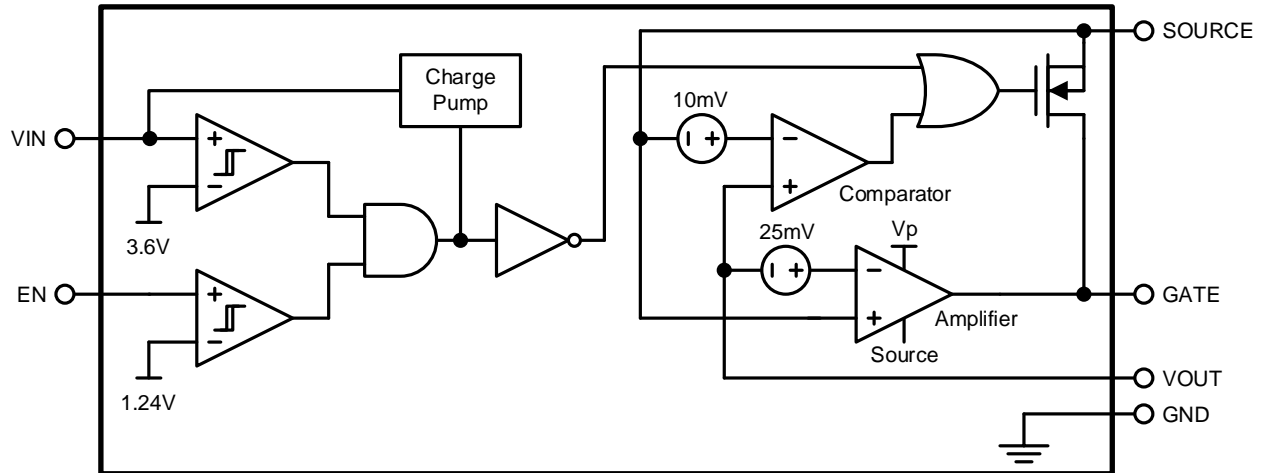 SOURCE
Charge
Pump
10mV
VIN
+
−
−
+
Comparator
3.6V
25mV
Vp
EN
+
−
−
+
GATE
Amplifier
Source
1.24V
VOUT
GND